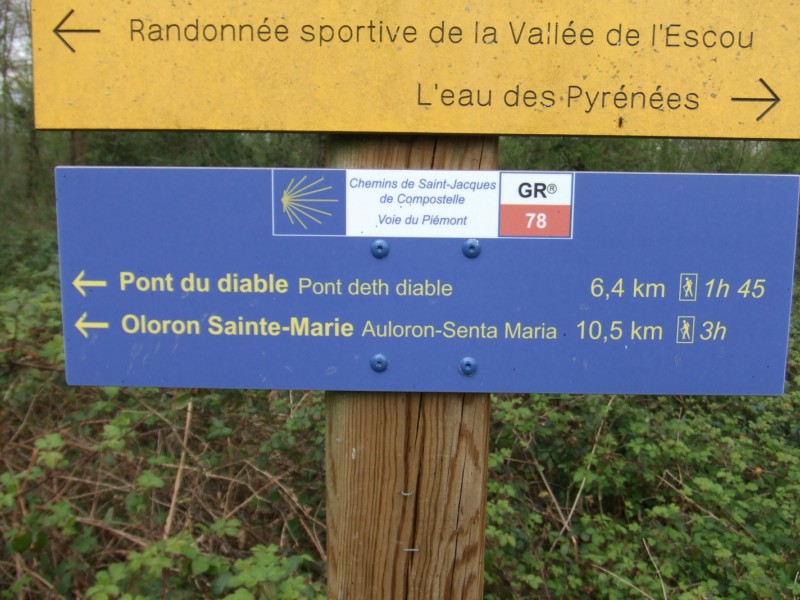 ← Randonnée sportive de la Vallée de l'Escou
L'eau des Pyrénées →
Chemins de Saint-Jacques
de Compostelle
Voie du Piémont
GR®
78
← Pont du diable Pont deth diable 6,4 km 1h 45
← Oloron Sainte-Marie Auloron-Senta Maria 10,5 km 3h